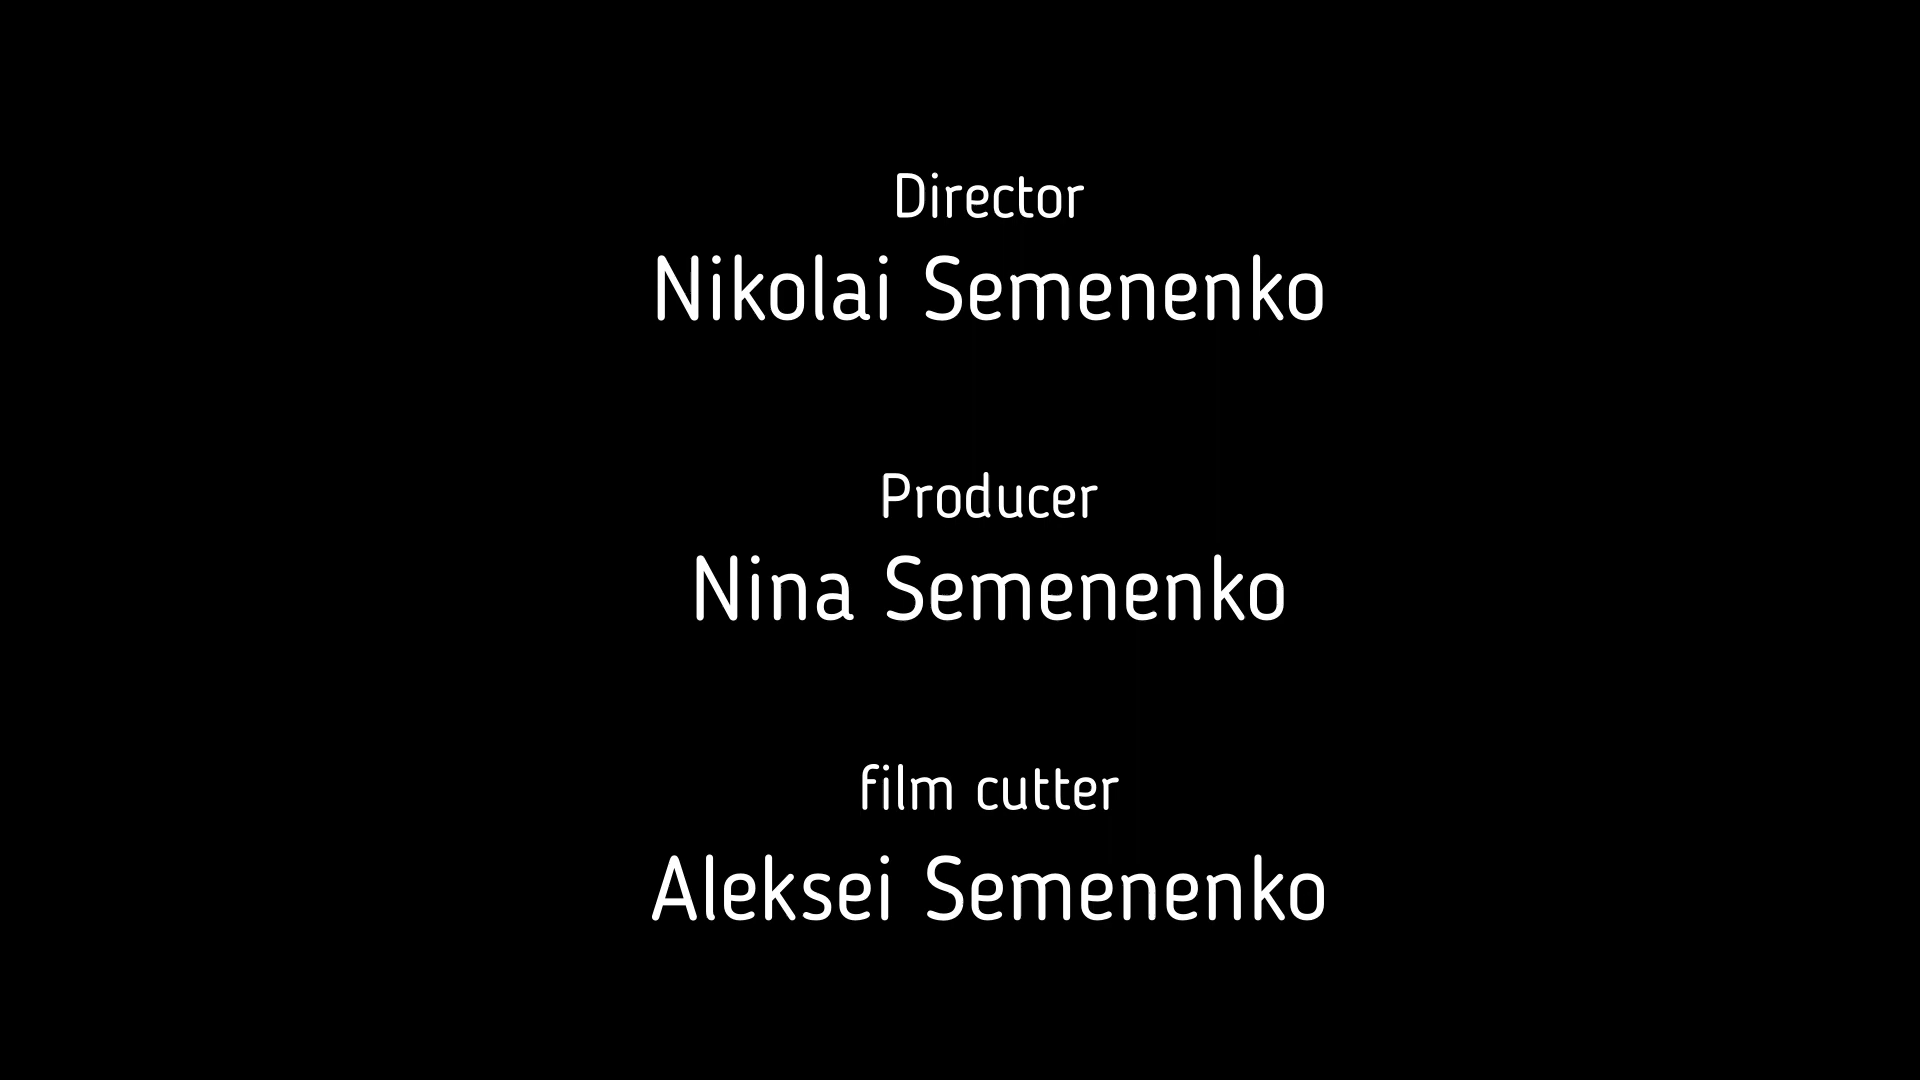 Director
Nikolai Semenenko
Producer
Nina Semenenko
film cutter
Aleksei Semenenko